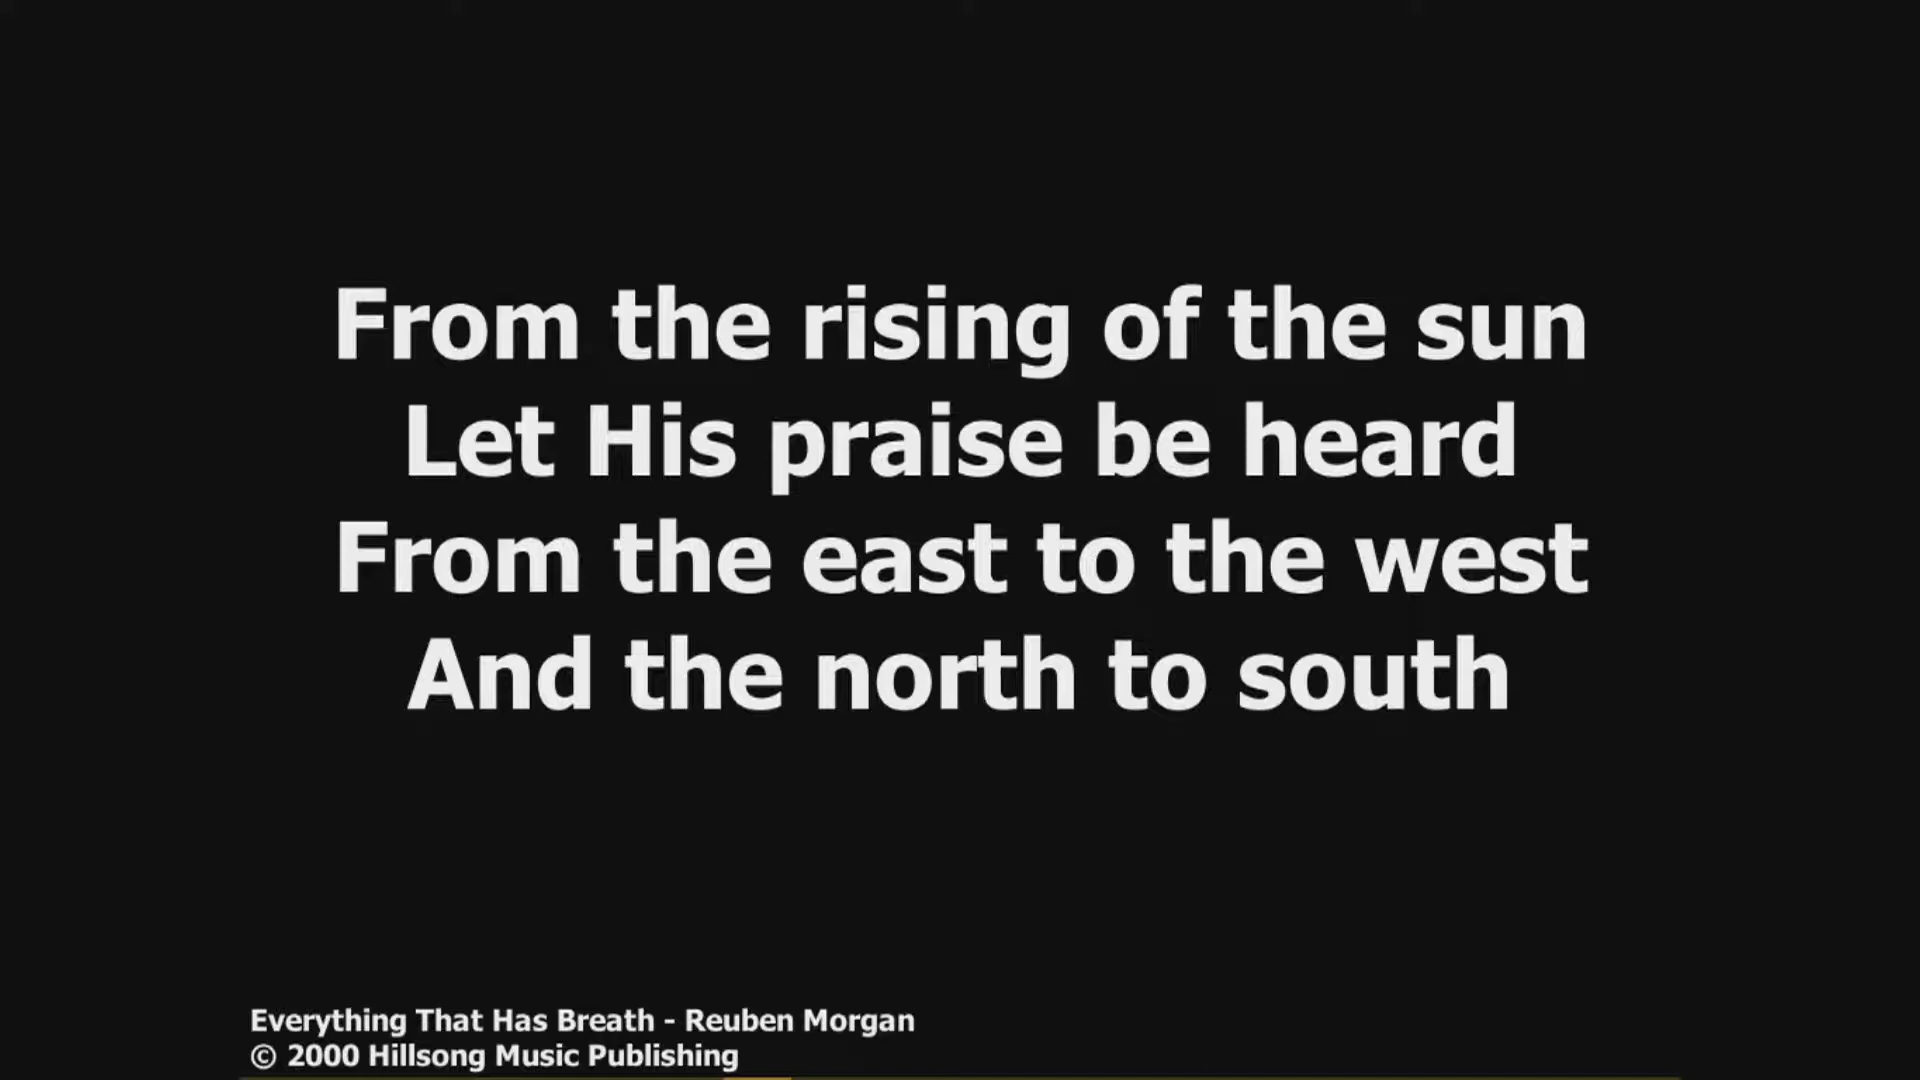 From the rising of the sun
Let His praise be heard
From the east to the west
And the north to south
Everything That Has Breath - Reuben Morgan
© 2000 Hillsong Music Publishing